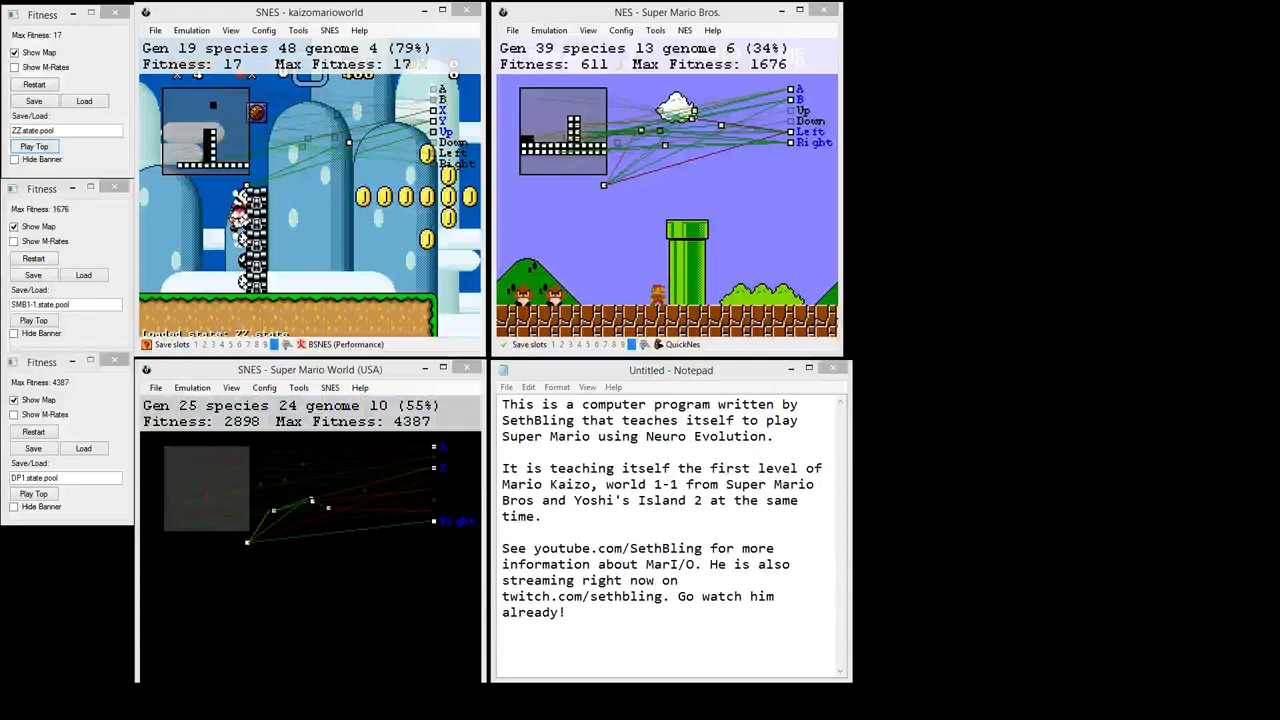 Fitness
Max Fitness: 17
Show Map
Show M-Rates
Restart
Save Load
Save/Load:
ZZ.state.pool
Play Top
Hide Banner
Fitness
Max Fitness: 1676
Show Map
Show M-Rates
Restart
Save Load
Save/Load:
SMB1-1.state.pool
Play Top
Hide Banner
Fitness
Max Fitness: 4387
Show Map
Show M-Rates
Restart
Save Load
Save/Load:
DP1.state.pool
Play Top
Hide Banner
SNES - kaizomarioworld
File Emulation View Config Tools SNES Help
Gen 19 species 48 genome 4 (79%)
Fitness: 17 Max Fitness: 17
A
B
X
Y
Up
Down
Left
Right
Loaded state: ZZ.state
Save slots 1 2 3 4 5 6 7 8 9 BSNES (Performance)
NES - Super Mario Bros.
File Emulation View Config Tools NES Help
Gen 39 species 13 genome 6 (34%)
Fitness: 611 Max Fitness: 1676
A
B
Up
Down
Left
Right
Save slots 1 2 3 4 5 6 7 8 9 QuickNes
SNES - Super Mario World (USA)
File Emulation View Config Tools SNES Help
Gen 25 species 24 genome 10 (55%)
Fitness: 2898 Max Fitness: 4387
A
X
Right
Untitled - Notepad
File Edit Format View Help
This is a computer program written by
SethBling that teaches itself to play
Super Mario using Neuro Evolution.
It is teaching itself the first level of
Mario Kaizo, world 1-1 from Super Mario
Bros and Yoshi's Island 2 at the same
time.
See youtube.com/SethBling for more
information about MarI/O. He is also
streaming right now on
twitch.com/sethbling. Go watch him
already!